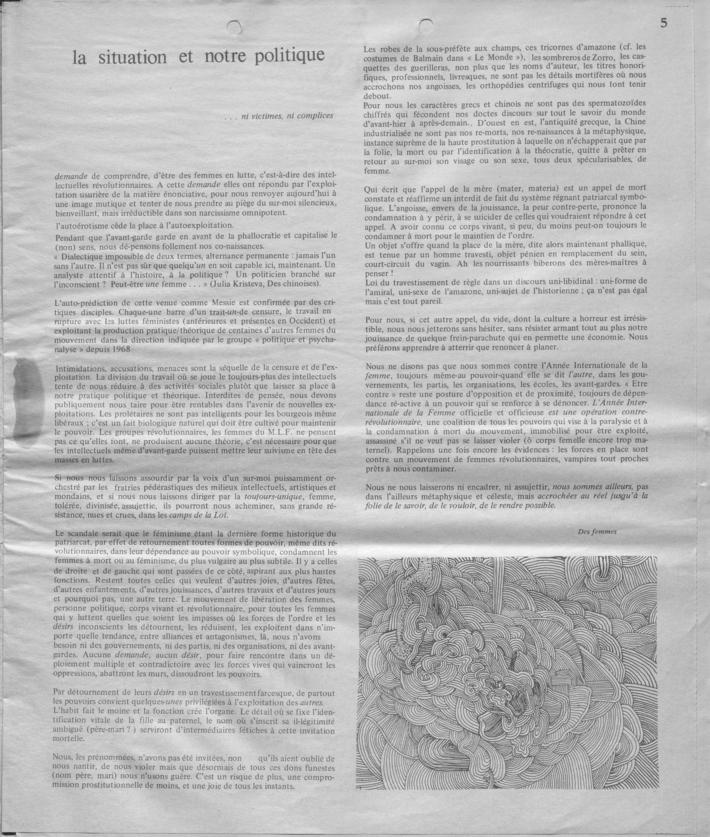 5
la situation et notre politique
. . . ni victimes, ni complices
demande de comprendre, d'être des femmes en lutte, c'est-à-dire des intel-
lectuelles révolutionnaires. A cette demande elles ont répondu par l'exploi-
tation usurière de la matière énonciative, pour nous renvoyer aujourd'hui à
une image mutique et tenter de nous prendre au piège du sur-moi silencieux,
bienveillant, mais irréductible dans son narcissisme omnipotent.
l'autoérotisme cède la place à l'autoexploitation.
Pendant que l'avant-garde garde en avant de la phallocratie et capitalise le
(non) sens, nous dé-pensons follement nos co-naissances.
« Dialectique impossible de deux termes, alternance permanente : jamais l'un
sans l'autre. Il n'est pas sûr que quelqu'un en soit capable ici, maintenant. Un
analyste attentif à l'histoire, à la politique ? Un politicien branché sur
l'inconscient ? Peut-être une femme . . . » (Julia Kristeva, Des chinoises).
L'auto-prédiction de cette venue comme Messie est confirmée par des cri-
tiques disciples. Chaque-une barre d'un trait-un-de censure, le travail en
rupture avec les luttes féministes (antérieures et présentes en Occident) et
exploitant la production pratique/théorique de centaines d'autres femmes du
mouvement dans la direction indiquée par le groupe « politique et psycha-
nalyse » depuis 1968.
Intimidations, accusations, menaces sont la séquelle de la censure et de l'ex-
ploitation. La division du travail où se joue le toujours-plus des intellectuels
tente de nous réduire à des activités sociales plutôt que laisser sa place à
notre pratique politique et théorique. Interdites de pensée, nous devons
publiquement nous taire pour être rentables dans l'avenir de nouvelles ex-
ploitations. Les prolétaires ne sont pas intelligents pour les bourgeois même
libéraux ; c'est un fait biologique naturel qui doit être cultivé pour maintenir
le pouvoir. Les groupes révolutionnaires, les femmes du M.L.F. ne pensent
pas ce qu'elles font, ne produisent aucune théorie, c'est nécessaire pour que
les intellectuels même d'avant-garde puissent mettre leur suivisme en tête des
masses en luttes.
Si nous nous laissons assourdir par la voix d'un sur-moi puissamment or-
chestré par les fratries phallocratiques des milieux intellectuels, artistiques et
mondains, et si nous nous laissons diriger par la toujours-unique, femme,
tolérée, divinisée, assujettie, ils pourront nous acheminer, sans grande ré-
sistance, nues et crues, dans les camps de la Loi.
Le scandale serait que le féminisme étant la dernière forme historique du
patriarcat, par effet de retournement toutes formes de pouvoir, même dits ré-
volutionnaires, dans leur dépendance au pouvoir symbolique, condamnent les
femmes à mort ou au féminisme, du plus vulgaire au plus subtile. Il y a celles
de droite et de gauche qui sont passées de ce côté, aspirant aux plus hautes
fonctions. Restent toutes celles qui veulent d'autres joies, d'autres fêtes,
d'autres enfantements, d'autres jouissances, d'autres travaux et d'autres jours
et pourquoi pas, une autre terre. Le mouvement de libération des femmes,
personne politique, corps vivant et révolutionnaire, pour toutes les femmes
qui y luttent quelles que soient les impasses où les forces de l'ordre et les
désirs inconscients les détournent, les réduisent, les exploitent dans n'im-
porte quelle tendance, entre alliances et antagonismes, là, nous n'avons
besoin ni des gouvernements, ni des partis, ni des organisations, ni des avant-
gardes. Aucune demande, aucun désir, pour faire rencontre dans un dé-
ploiement multiple et contradictoire avec les forces vives qui vaincront les
oppressions, abattront les murs, dissoudront les pouvoirs.
Par détournement de leurs désirs en un travestissement farcesque, de partout
les pouvoirs convient quelques-unes privilégiées à l'exploitation des autres.
L'habit fait le moine et la fonction crée l'organe. Le détail où se fixe l'iden-
tification vitale de la fille au paternel, le nom où s'inscrit sa il-légitimité
ambiguë (père-mari ? ) serviront d'intermédiaires fétiches à cette invitation
mortelle.
Nous, les prénommées, n'avons pas été invitées, non qu'ils aient oublié de
nous nantir, de nous violer mais que désormais de tous ces dons funestes
(nom père, mari) nous n'usons guère. C'est un risque de plus, une compro-
mission prostitutionnelle de moins, et une joie de tous les instants.
Les robes de la sous-préfète aux champs, ces tricornes d'amazone (cf. les
costumes de Balmain dans « Le Monde »), les sombreros de Zorro, les cas-
quettes des guerilleras, non plus que les noms d'auteur, les titres honori-
fiques, professionnels, livresques, ne sont pas les détails mortifères où nous
accrochons nos angoisses, les orthopédies centrifuges qui nous font tenir
debout.
Pour nous les caractères grecs et chinois ne sont pas des spermatozoïdes
chiffrés qui fécondent nos doctes discours sur tout le savoir du monde
d'avant-hier à après-demain.. D'ouest en est, l'antiquité grecque, la Chine
industrialisée ne sont pas nos re-morts, nos re-naissances à la métaphysique,
instance suprême de la haute prostitution à laquelle on n'échapperait que par
la folie, la mort ou par l'identification à la théocratie, quitte à prêter en
retour au sur-moi son visage ou son sexe, tous deux spécularisables, de
femme.
Qui écrit que l'appel de la mère (mater, materia) est un appel de mort
constate et réaffirme un interdit de fait du système régnant patriarcal symbo-
lique. L'angoisse, envers de la jouissance, la peur contre-perte, prononce la
condamnation à y périr, à se suicider de celles qui voudraient répondre à cet
appel. A avoir connu ce corps vivant, si peu, du moins peut-on toujours le
condamner à mort pour le maintien de l'ordre.
Un objet s'offre quand la place de la mère, dite alors maintenant phallique,
est tenue par un homme travesti, objet pénien en remplacement du sein,
court-circuit du vagin. Ah les nourrissants biberons des mères-maîtres à
penser !
Loi du travestissement de règle dans un discours uni-libidinal : uni-forme de
l'amiral, uni-sexe de l'amazone, uni-sujet de l'historienne ; ça n'est pas égal
mais c'est tout pareil.
Pour nous, si cet autre appel, du vide, dont la culture a horreur est irrésis-
tible, nous nous jetterons sans hésiter, sans résister armant tout au plus notre
jouissance de quelque frein-parachute qui en permette une économie. Nous
préférons apprendre à atterrir que renoncer à planer.
Nous ne disons pas que nous sommes contre l'Année Internationale de la
femme, toujours même-au pouvoir-quand elle se dit l'autre, dans les gou-
vernements, les partis, les organisations, les écoles, les avant-gardes. « Etre
contre » reste une posture d'opposition et de proximité, toujours de dépen-
dance ré-active à un pouvoir qui se renforce à se dénoncer. L'Année Inter-
nationale de la Femme officielle et officieuse est une opération contre-
révolutionnaire, une coalition de tous les pouvoirs qui vise à la paralysie et à
la condamnation à mort du mouvement, immobilisé pour être exploité,
assassiné s'il ne veut pas se laisser violer (ô corps femelle encore trop ma-
ternel). Rappelons une fois encore les évidences : les forces en place sont
contre un mouvement de femmes révolutionnaires, vampires tout proches
prêts à nous contaminer.
Nous ne nous laisserons ni encadrer, ni assujettir, nous sommes ailleurs, pas
dans l'ailleurs métaphysique et céleste, mais accrochées au réel jusqu'à la
folie de le savoir, de le vouloir, de le rendre possible.
Des femmes